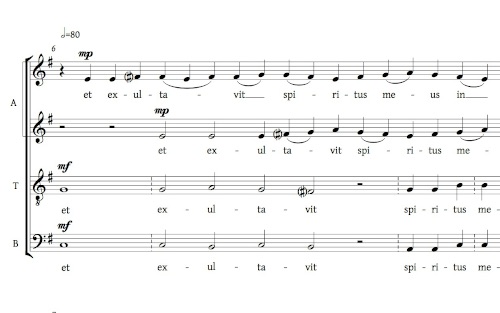 𝅗𝅥=80
6
mp
et ex - ul - ta - vit spi - ri - tus me - us in
A
mp
et ex - ul - ta - vit spi - ri - tus me -
mf
T
8
et ex - ul - ta - vit spi - ri - tus me -
mf
B
et ex - ul - ta - vit spi - ri - tus me -